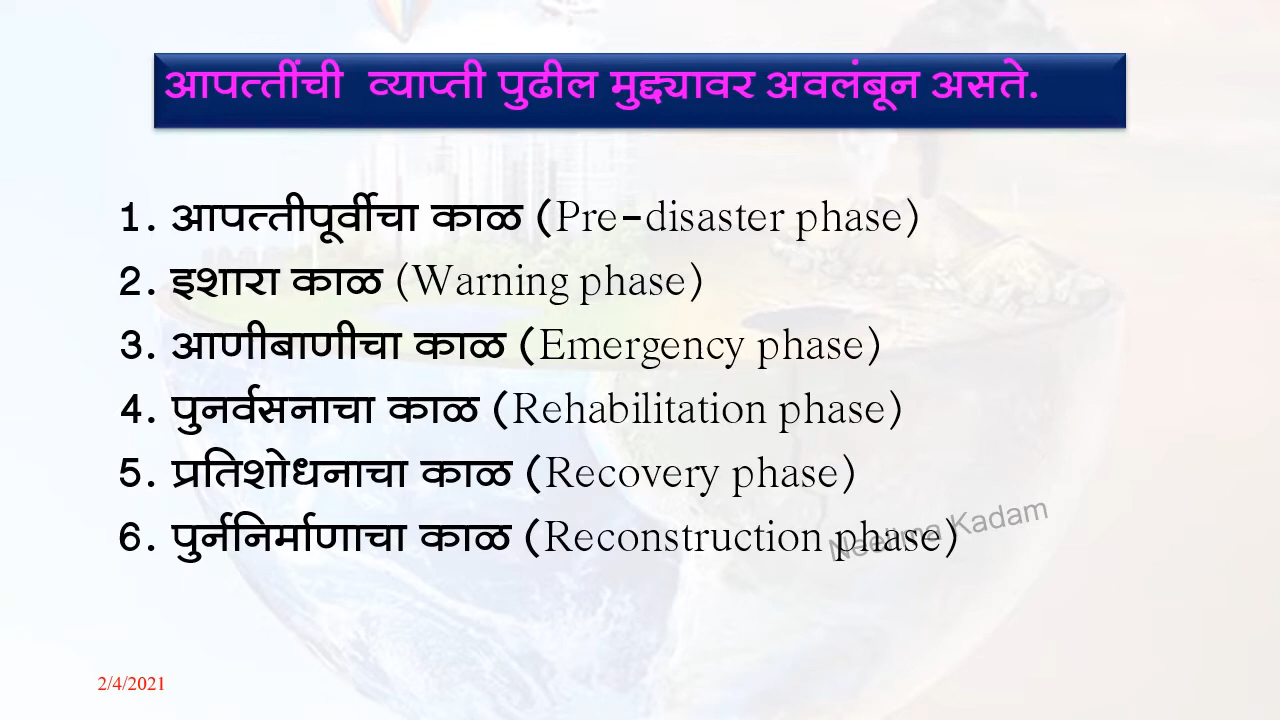 आपत्तींची व्याप्ती पुढील मुद्द्यावर अवलंबून असते.
1. आपत्तीपूर्वीचा काळ (Pre-disaster phase)
2. इशारा काळ (Warning phase)
3. आणीबाणीचा काळ (Emergency phase)
4. पुनर्वसनाचा काळ (Rehabilitation phase)
5. प्रतिशोधनाचा काळ (Recovery phase)
6. पुर्ननिर्माणाचा काळ (Reconstruction phase)
Neelima Kadam
2/4/2021